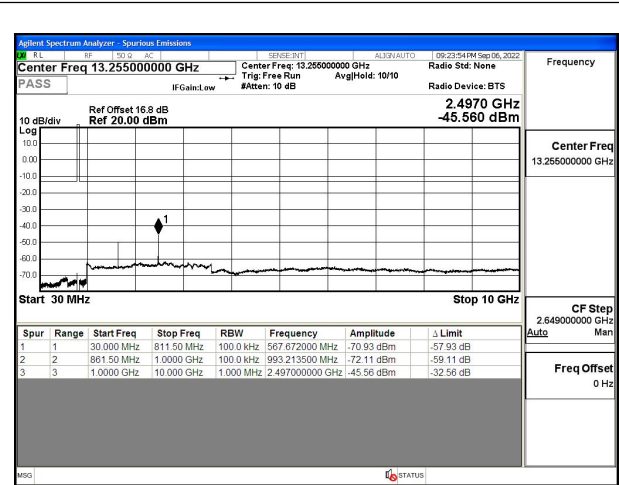 Agilent Spectrum Analyzer - Spurious Emissions
RL RF 50 Ω AC SENSE:INT ALIGN AUTO 09:23:54 PM Sep 06, 2022
Center Freq 13.255000000 GHz Center Freq: 13.255000000 GHz Radio Std: None
Trig: Free Run Avg|Hold: 10/10
PASS IFGain:Low #Atten: 10 dB Radio Device: BTS
Frequency
Ref Offset 16.8 dB 2.4970 GHz
10 dB/div Ref 20.00 dBm -45.560 dBm
Log
10.0
0.00
-10.0
-20.0
-30.0
-40.0
-50.0
-60.0
-70.0
1
Start 30 MHz Stop 10 GHz
Center Freq
13.255000000 GHz
CF Step
2.649000000 GHz
Auto Man
Freq Offset
0 Hz
Spur Range Start Freq Stop Freq RBW Frequency Amplitude Δ Limit
1 1 30.000 MHz 811.50 MHz 100.0 kHz 567.672000 MHz -70.93 dBm -57.93 dB
2 2 861.50 MHz 1.0000 GHz 100.0 kHz 993.213500 MHz -72.11 dBm -59.11 dB
3 3 1.0000 GHz 10.000 GHz 1.000 MHz 2.497000000 GHz -45.56 dBm -32.56 dB
MSG STATUS